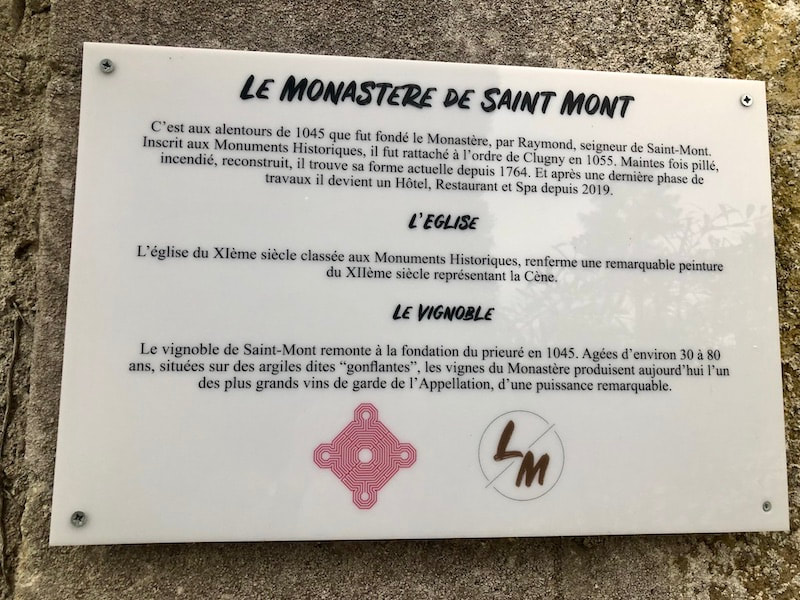 LE MONASTERE DE SAINT MONT
C'est aux alentours de 1045 que fut fondé le Monastère, par Raymond, seigneur de Saint-Mont.
Inscrit aux Monuments Historiques, il fut rattaché à l'ordre de Clugny en 1055. Maintes fois pillé,
incendié, reconstruit, il trouve sa forme actuelle depuis 1764. Et après une dernière phase de
travaux il devient un Hôtel, Restaurant et Spa depuis 2019.
L'EGLISE
L'église du XIème siècle classée aux Monuments Historiques, renferme une remarquable peinture
du XIIème siècle représentant la Cène.
LE VIGNOBLE
Le vignoble de Saint-Mont remonte à la fondation du prieuré en 1045. Agées d'environ 30 à 80
ans, situées sur des argiles dites “gonflantes”, les vignes du Monastère produisent aujourd'hui l'un
des plus grands vins de garde de l'Appellation, d'une puissance remarquable.
LM